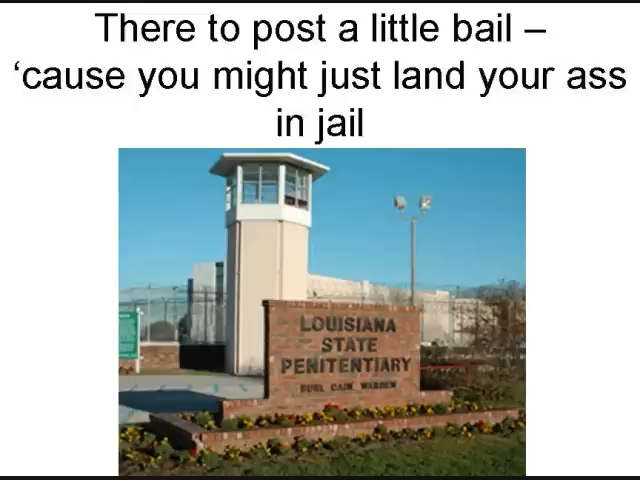 There to post a little bail –
‘cause you might just land your ass
in jail
LOUISIANA
STATE
PENITENTIARY
BURL CAIN WARDEN